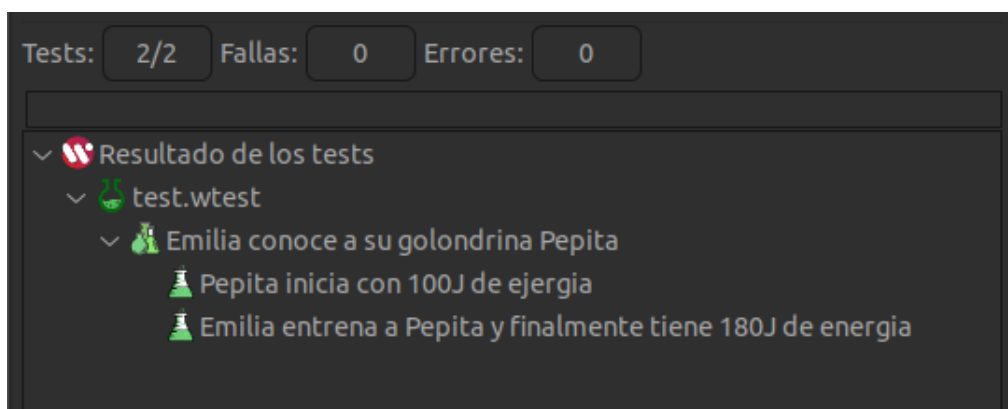 Tests: 2/2 Fallas: 0 Errores: 0
Resultado de los tests
test.wtest
Emilia conoce a su golondrina Pepita
Pepita inicia con 100J de ejergia
Emilia entrena a Pepita y finalmente tiene 180J de energia